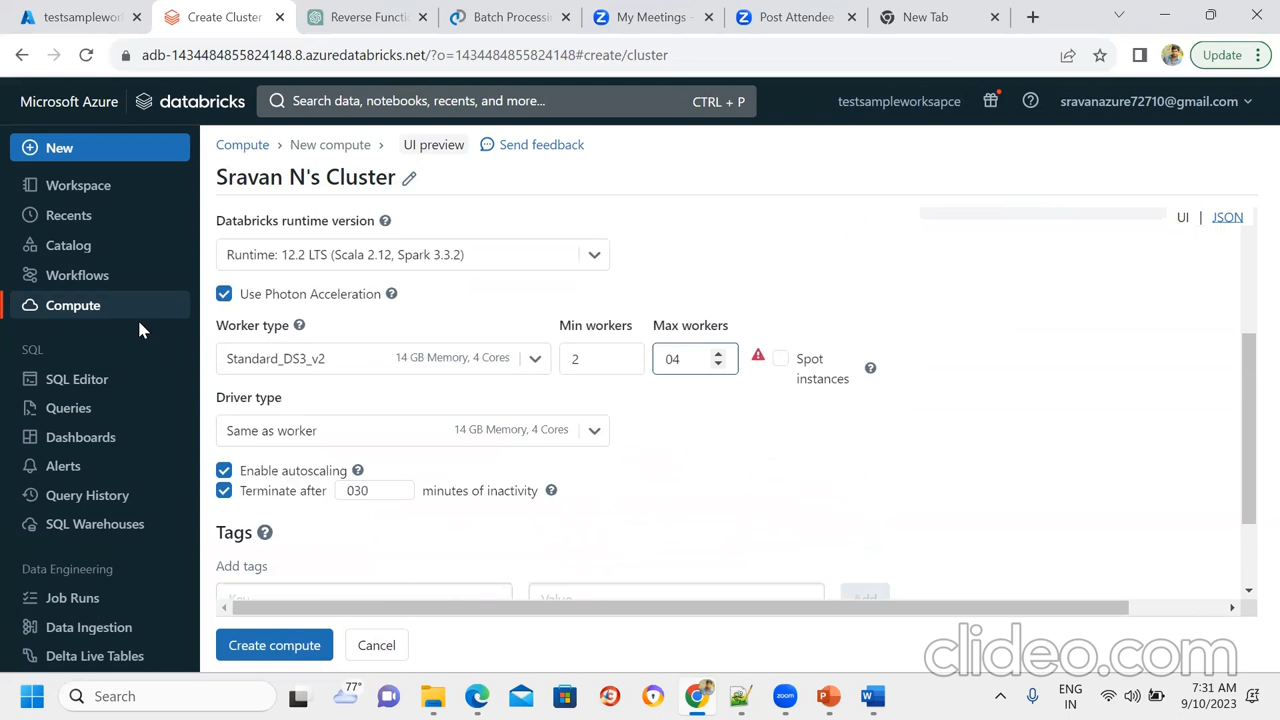 testsamplework
Create Cluster
Reverse Functi
Batch Processi
My Meetings -
Post Attendee
New Tab
adb-1434484855824148.8.azuredatabricks.net/?o=1434484855824148#create/cluster
Update
Microsoft Azure
databricks
Search data, notebooks, recents, and more...
CTRL + P
testsampleworksapce
sravanazure72710@gmail.com
New
Workspace
Recents
Catalog
Workflows
Compute
SQL
SQL Editor
Queries
Dashboards
Alerts
Query History
SQL Warehouses
Data Engineering
Job Runs
Data Ingestion
Delta Live Tables
Compute > New compute > UI preview Send feedback
Sravan N's Cluster
UI | JSON
Databricks runtime version
Runtime: 12.2 LTS (Scala 2.12, Spark 3.3.2)
Use Photon Acceleration
Worker type Min workers Max workers
Standard_DS3_v2 14 GB Memory, 4 Cores 2 04
Spot
instances
Driver type
Same as worker 14 GB Memory, 4 Cores
Enable autoscaling
Terminate after 030 minutes of inactivity
Tags
Add tags
Key Value Add
Create compute Cancel
clideo.com
Search
77°
ENG
IN
7:31 AM
9/10/2023